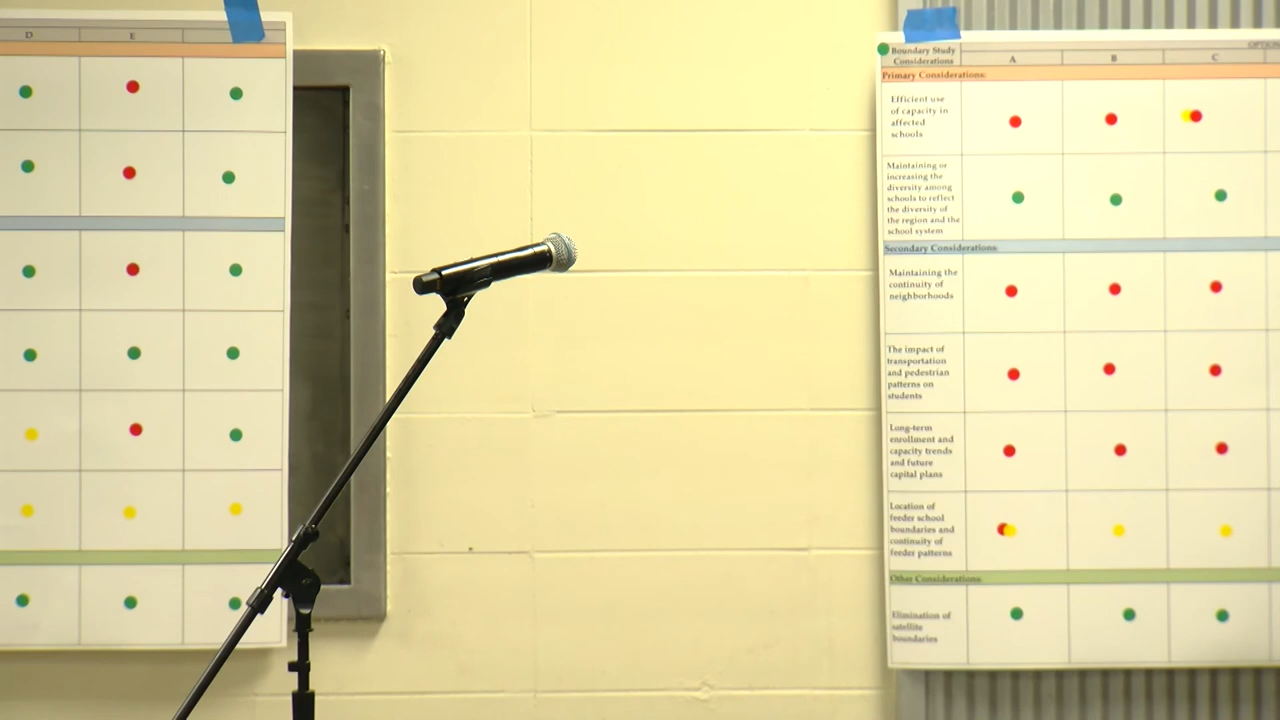 D E
Boundary Study
Considerations
A B C
Primary Considerations:
Efficient use
of capacity in
affected
schools
Maintaining or
increasing the
diversity among
schools to reflect
the diversity of
the region and the
school system
Secondary Considerations:
Maintaining the
continuity of
neighborhoods
The impact of
transportation
and pedestrian
patterns on
students
Long-term
enrollment and
capacity trends
and future
capital plans
Location of
feeder school
boundaries and
continuity of
feeder patterns
Other Considerations:
Elimination of
satellite
boundaries